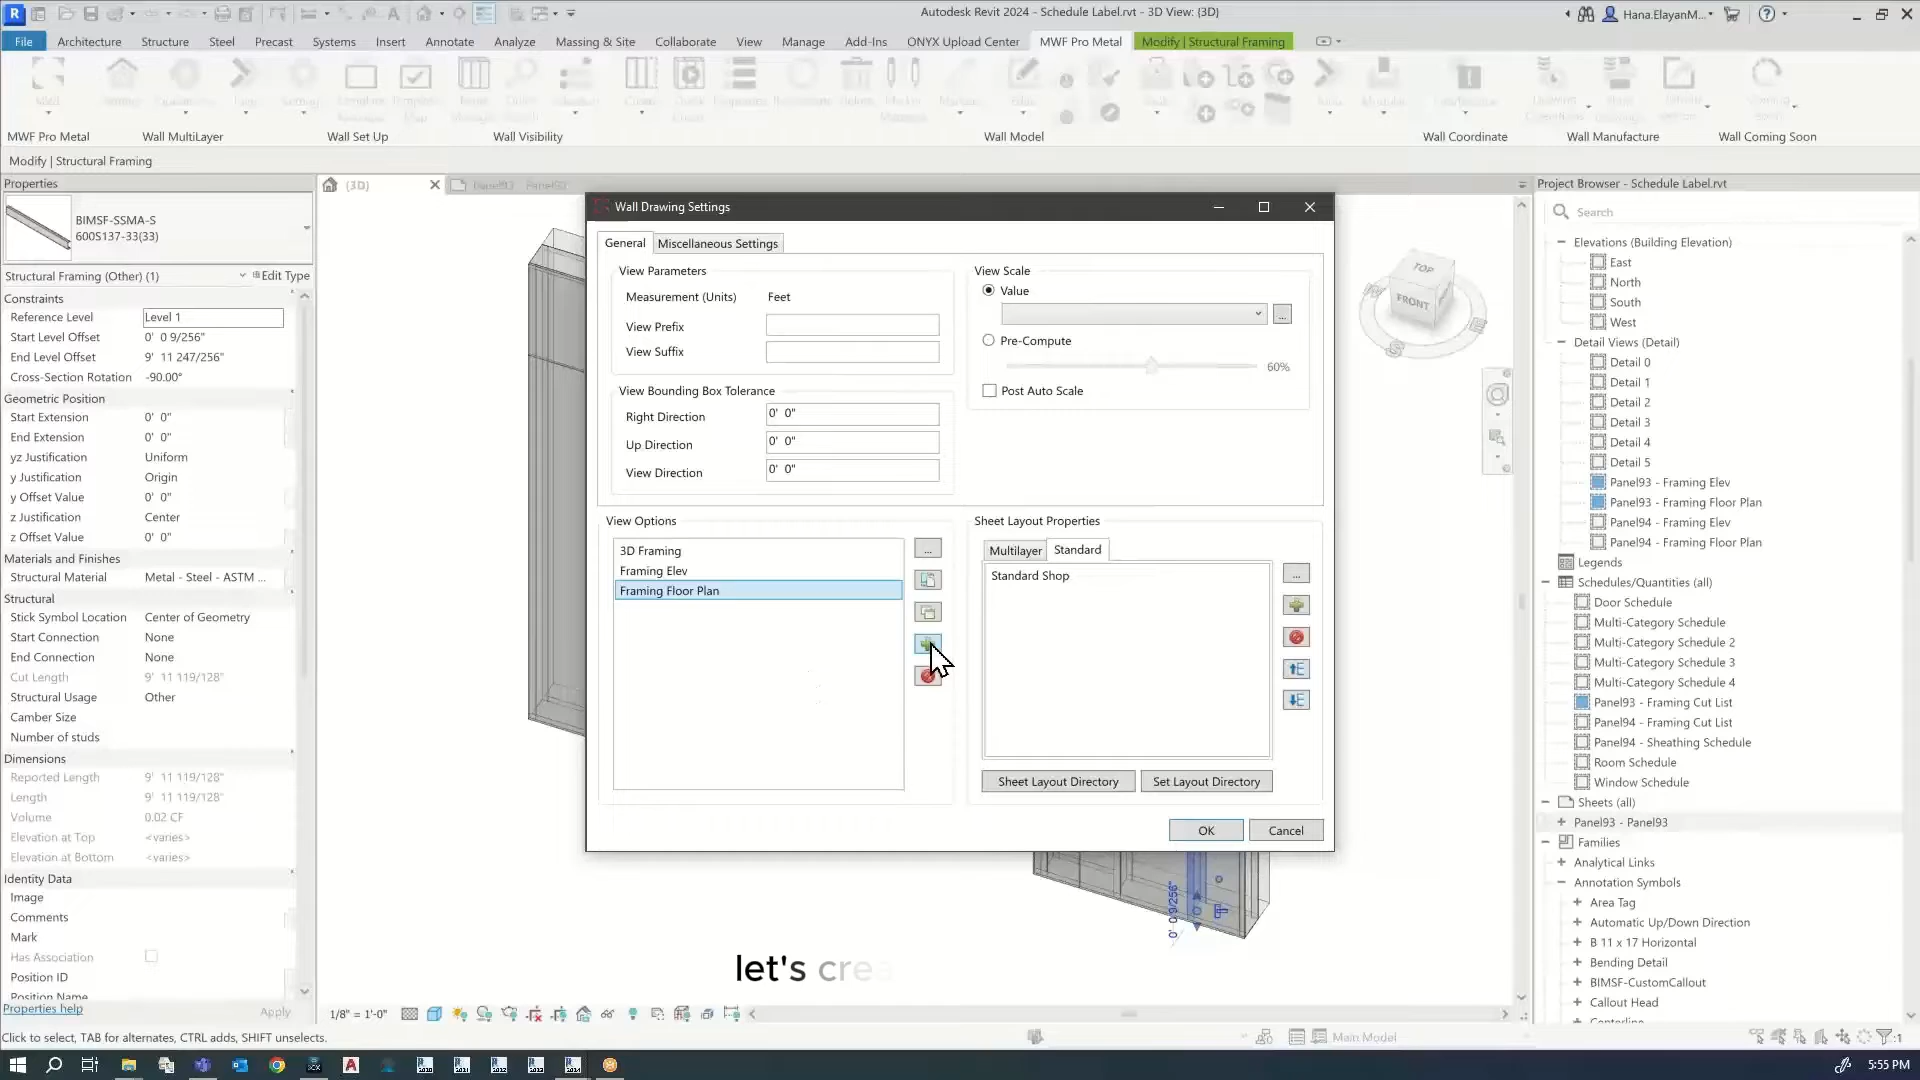 Autodesk Revit 2024 - Schedule Label.rvt - 3D View: {3D}
Hana.ElayanM...
File
Architecture
Structure
Steel
Precast
Systems
Insert
Annotate
Analyze
Massing & Site
Collaborate
View
Manage
Add-Ins
ONYX Upload Center
MWF Pro Metal
Modify | Structural Framing
MWF Pro Metal
Wall MultiLayer
Wall Set Up
Wall Visibility
Wall Model
Wall Coordinate
Wall Manufacture
Wall Coming Soon
Modify | Structural Framing
Properties
BIMSF-SSMA-S
600S137-33(33)
Structural Framing (Other) (1)
Edit Type
Constraints
Reference Level Level 1
Start Level Offset 0' 0 9/256"
End Level Offset 9' 11 247/256"
Cross-Section Rotation -90.00°
Geometric Position
Start Extension 0' 0"
End Extension 0' 0"
yz Justification Uniform
y Justification Origin
y Offset Value 0' 0"
z Justification Center
z Offset Value 0' 0"
Materials and Finishes
Structural Material Metal - Steel - ASTM ...
Structural
Stick Symbol Location Center of Geometry
Start Connection None
End Connection None
Cut Length 9' 11 119/128"
Structural Usage Other
Camber Size
Number of studs
Dimensions
Reported Length 9' 11 119/128"
Length 9' 11 119/128"
Volume 0.02 CF
Elevation at Top <varies>
Elevation at Bottom <varies>
Identity Data
Image
Comments
Mark
Has Association
Position ID
Position Name
Properties help
Apply
{3D}
Wall Drawing Settings
General
Miscellaneous Settings
View Parameters
Measurement (Units) Feet
View Prefix
View Suffix
View Bounding Box Tolerance
Right Direction 0' 0"
Up Direction 0' 0"
View Direction 0' 0"
View Scale
Value
...
Pre-Compute
60%
Post Auto Scale
View Options
3D Framing
Framing Elev
Framing Floor Plan
...
Sheet Layout Properties
Multilayer
Standard
Standard Shop
...
Sheet Layout Directory
Set Layout Directory
OK
Cancel
TOP
FRONT
S
E
0' 0 9/256"
let's crea
Project Browser - Schedule Label.rvt
Search
Elevations (Building Elevation)
East
North
South
West
Detail Views (Detail)
Detail 0
Detail 1
Detail 2
Detail 3
Detail 4
Detail 5
Panel93 - Framing Elev
Panel93 - Framing Floor Plan
Panel94 - Framing Elev
Panel94 - Framing Floor Plan
Legends
Schedules/Quantities (all)
Door Schedule
Multi-Category Schedule
Multi-Category Schedule 2
Multi-Category Schedule 3
Multi-Category Schedule 4
Panel93 - Framing Cut List
Panel94 - Framing Cut List
Panel94 - Sheathing Schedule
Room Schedule
Window Schedule
Sheets (all)
Panel93 - Panel93
Families
Analytical Links
Annotation Symbols
Area Tag
Automatic Up/Down Direction
B 11 x 17 Horizontal
Bending Detail
BIMSF-CustomCallout
Callout Head
Centerline
1/8" = 1'-0"
Click to select, TAB for alternates, CTRL adds, SHIFT unselects.
Main Model
:1
5:55 PM